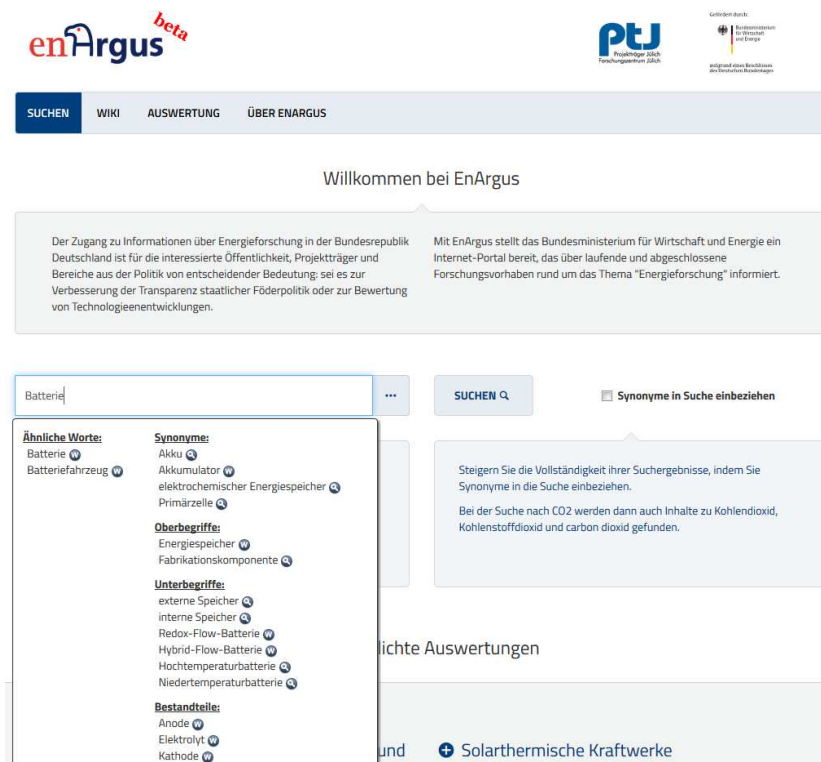 enArgus beta
ptJ
Projektträger Jülich
Forschungszentrum Jülich
Gefördert durch:
Bundesministerium
für Wirtschaft
und Energie
aufgrund eines Beschlusses
des Deutschen Bundestages
SUCHEN WIKI AUSWERTUNG ÜBER ENARGUS
Willkommen bei EnArgus
Der Zugang zu Informationen über Energieforschung in der Bundesrepublik
Deutschland ist für die interessierte Öffentlichkeit, Projektträger und
Bereiche aus der Politik von entscheidender Bedeutung: sei es zur
Verbesserung der Transparenz staatlicher Föderpolitik oder zur Bewertung
von Technologieenentwicklungen.
Mit EnArgus stellt das Bundesministerium für Wirtschaft und Energie ein
Internet-Portal bereit, das über laufende und abgeschlossene
Forschungsvorhaben rund um das Thema "Energieforschung" informiert.
Batterie
...
SUCHEN
Synonyme in Suche einbeziehen
Ähnliche Worte:
Batterie W
Batteriefahrzeug W
Synonyme:
Akku
Akkumulator W
elektrochemischer Energiespeicher
Primärzelle
Oberbegriffe:
Energiespeicher W
Fabrikationskomponente
Unterbegriffe:
externe Speicher
interne Speicher
Redox-Flow-Batterie W
Hybrid-Flow-Batterie W
Hochtemperaturbatterie
Niedertemperaturbatterie
Bestandteile:
Anode W
Elektrolyt W
Kathode W
Steigern Sie die Vollständigkeit ihrer Suchergebnisse, indem Sie
Synonyme in die Suche einbeziehen.
Bei der Suche nach CO2 werden dann auch Inhalte zu Kohlendioxid,
Kohlenstoffdioxid und carbon dioxid gefunden.
lichte Auswertungen
und
Solarthermische Kraftwerke